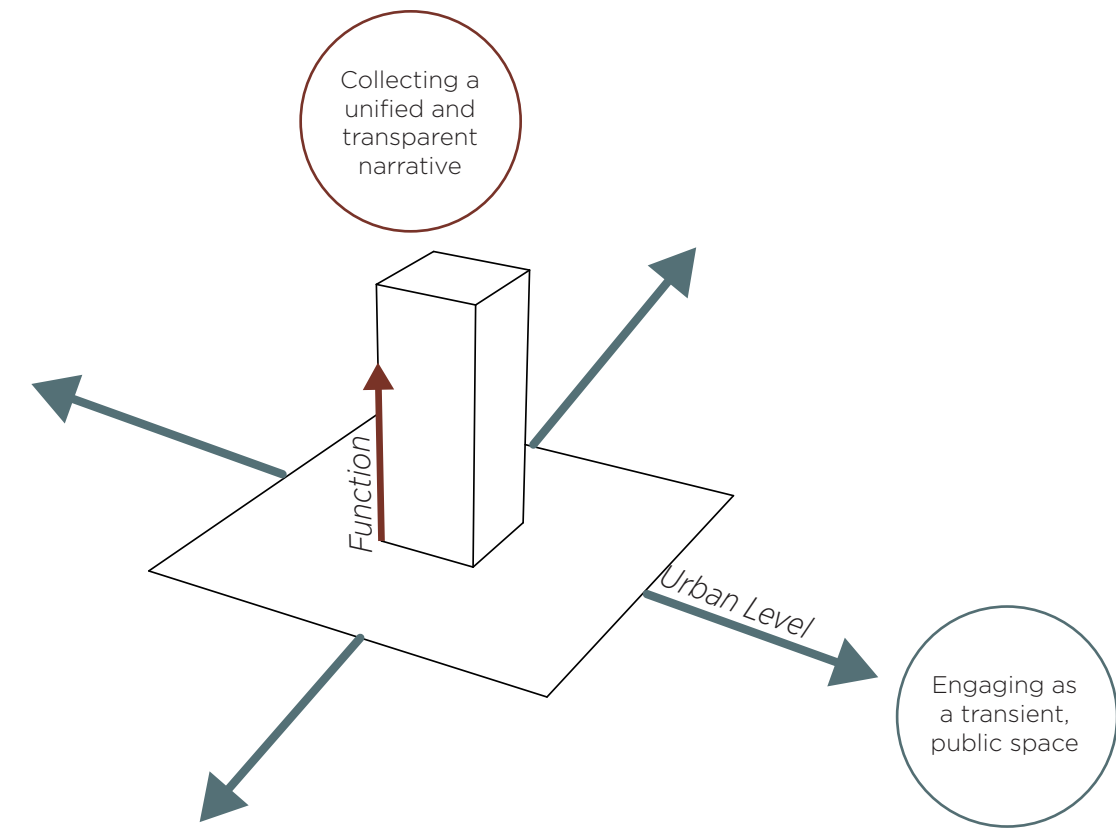 Collecting a
unified and
transparent
narrative
Function
Urban Level
Engaging as
a transient,
public space